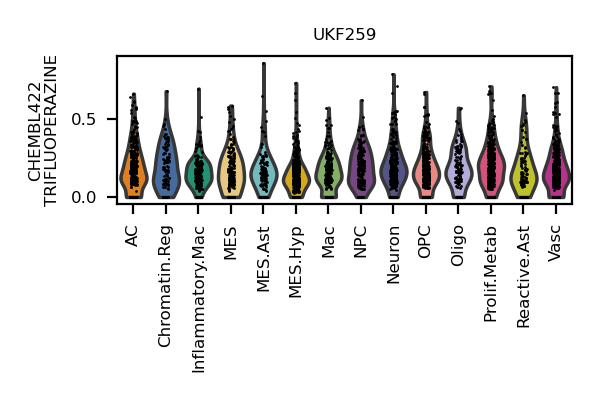 UKF259
CHEMBL422
TRIFLUOPERAZINE
0.5
0.0
AC
Chromatin.Reg
Inflammatory.Mac
MES
MES.Ast
MES.Hyp
Mac
NPC
Neuron
OPC
Oligo
Prolif.Metab
Reactive.Ast
Vasc